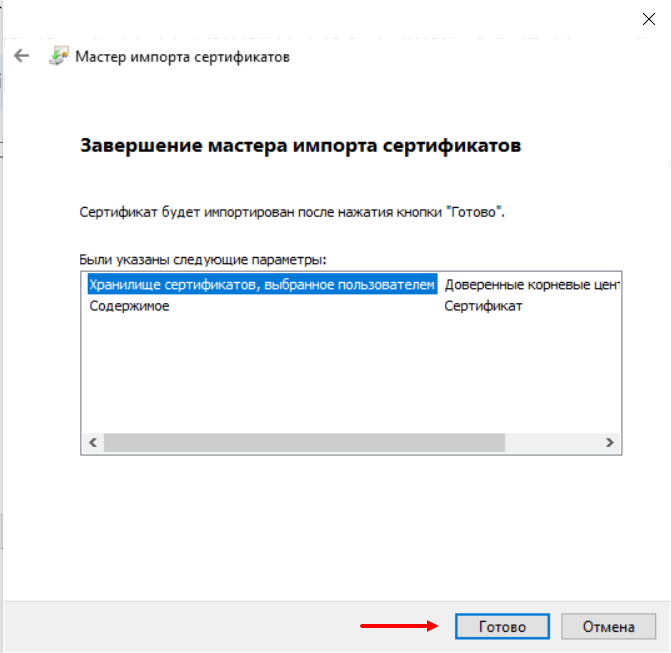 Мастер импорта сертификатов
Завершение мастера импорта сертификатов
Сертификат будет импортирован после нажатия кнопки "Готово".
Были указаны следующие параметры:
Хранилище сертификатов, выбранное пользователем Доверенные корневые цент
Содержимое Сертификат
Готово Отмена